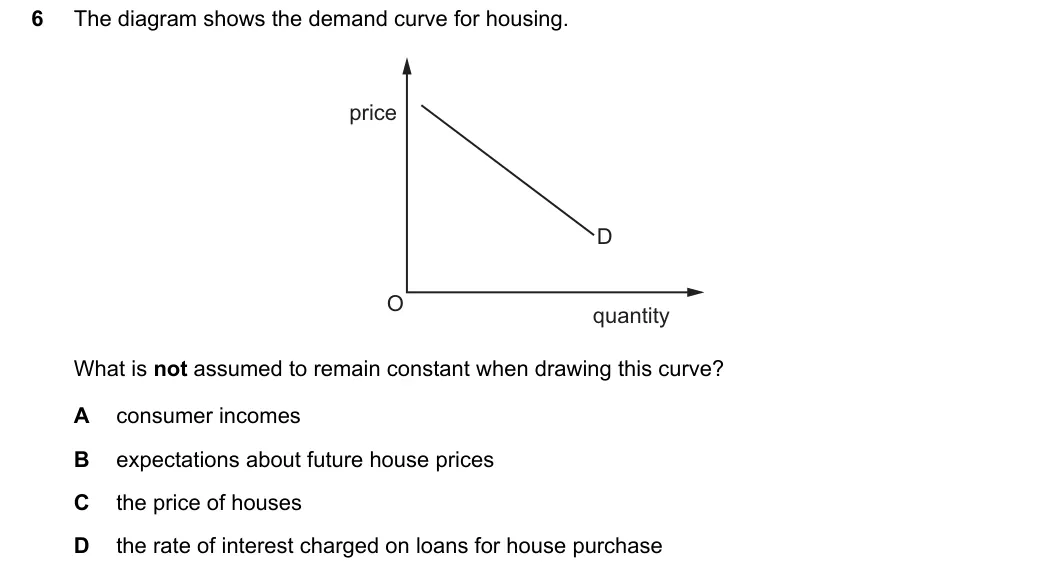 6 The diagram shows the demand curve for housing.
price
D
O
quantity
What is not assumed to remain constant when drawing this curve?
A consumer incomes
B expectations about future house prices
C the price of houses
D the rate of interest charged on loans for house purchase